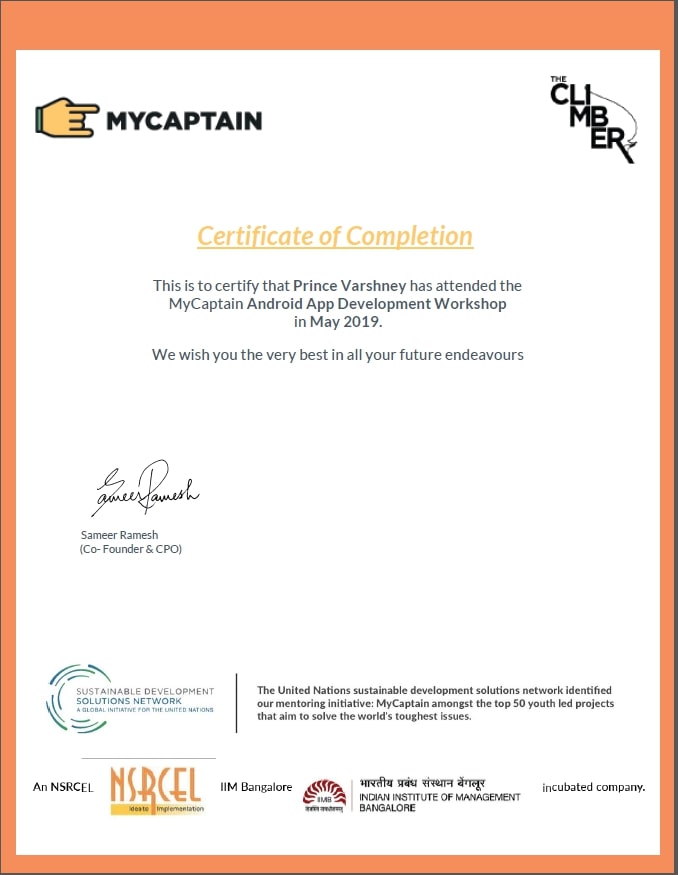 MYCAPTAIN
THE
CLI
MB
ER
Certificate of Completion
This is to certify that Prince Varshney has attended the
MyCaptain Android App Development Workshop
in May 2019.
We wish you the very best in all your future endeavours
Sameer Ramesh
Sameer Ramesh
(Co- Founder & CPO)
SUSTAINABLE DEVELOPMENT
SOLUTIONS NETWORK
A GLOBAL INITIATIVE FOR THE UNITED NATIONS
The United Nations sustainable development solutions network identified
our mentoring initiative: MyCaptain amongst the top 50 youth led projects
that aim to solve the world's toughest issues.
An NSRCEL
NSRCEL
Ideate Implementation
IIM Bangalore
IIMB
भारतीय प्रबंध संस्थान बेंगलूर
INDIAN INSTITUTE OF MANAGEMENT
BANGALORE
incubated company.